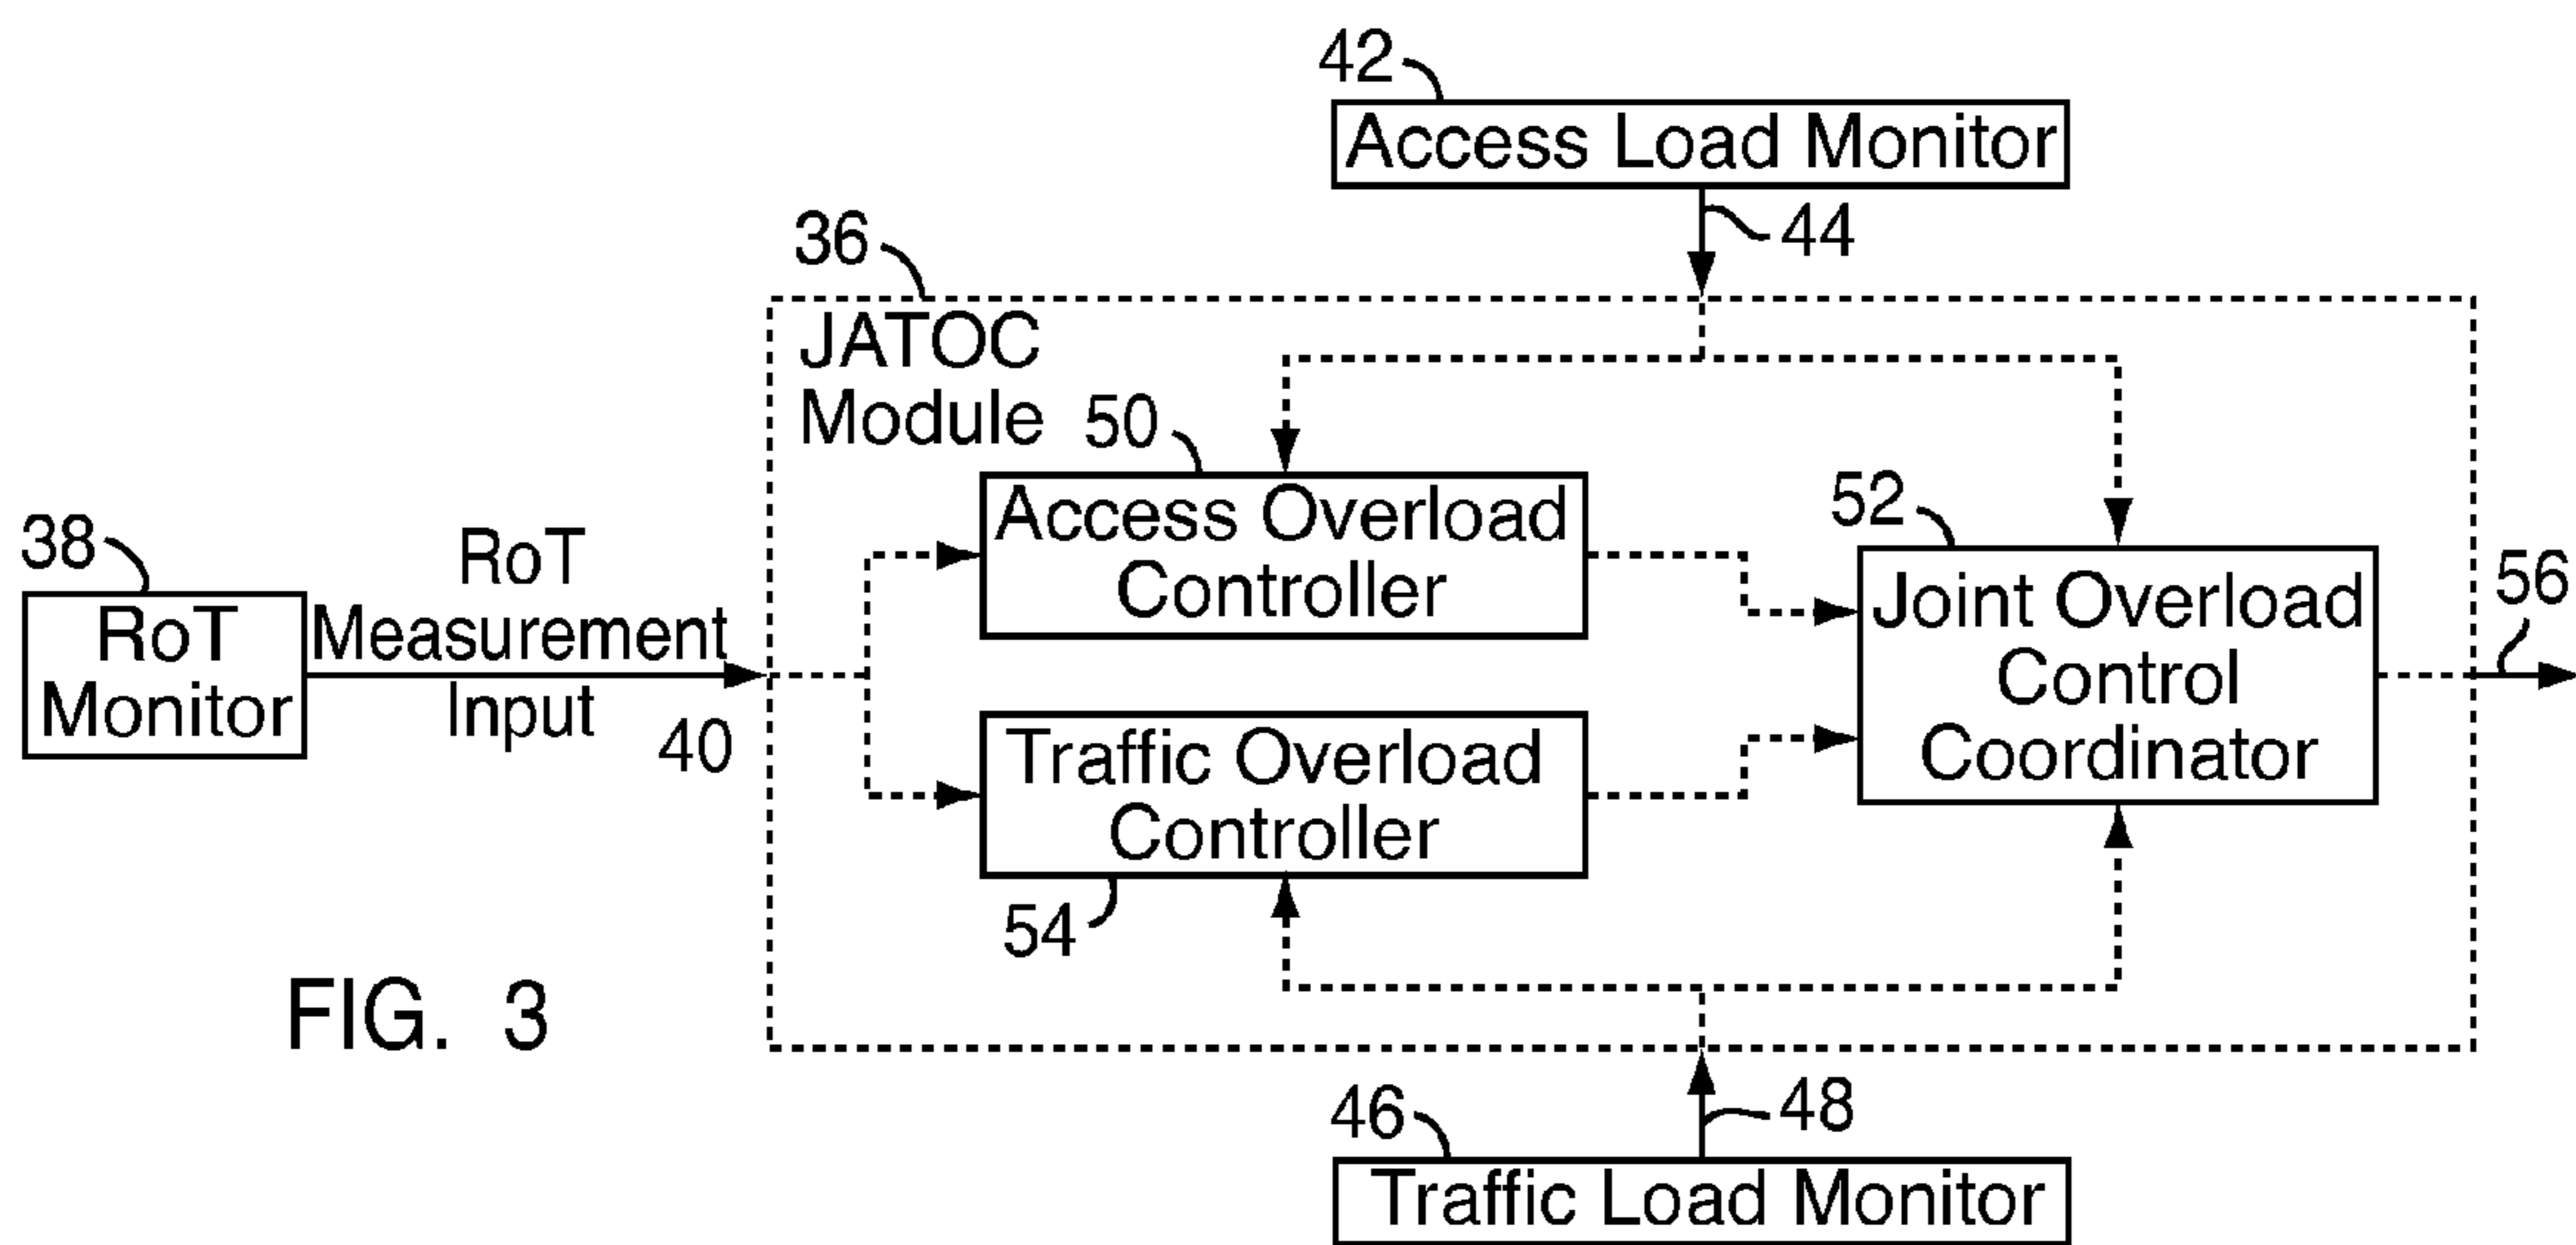 42
Access Load Monitor
44
36
JATOC
Module
50
Access Overload
Controller
52
Joint Overload
Control
Coordinator
56
38
RoT
Monitor
RoT
Measurement
Input
40
Traffic Overload
Controller
54
FIG. 3
46
48
Traffic Load Monitor